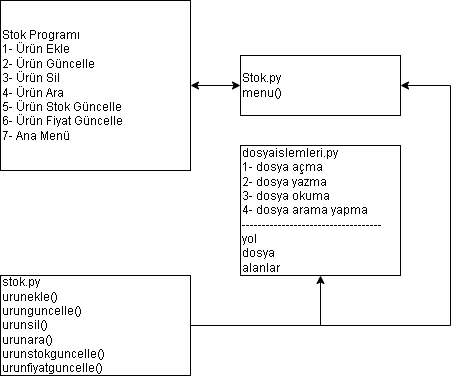 Stok Programı
1- Ürün Ekle
2- Ürün Güncelle
3- Ürün Sil
4- Ürün Ara
5- Ürün Stok Güncelle
6- Ürün Fiyat Güncelle
7- Ana Menü
Stok.py
menu()
dosyaislemleri.py
1- dosya açma
2- dosya yazma
3- dosya okuma
4- dosya arama yapma
--------------------------------
yol
dosya
alanlar
stok.py
urunekle()
urunguncelle()
urunsil()
urunara()
urunstokguncelle()
urunfiyatguncelle()